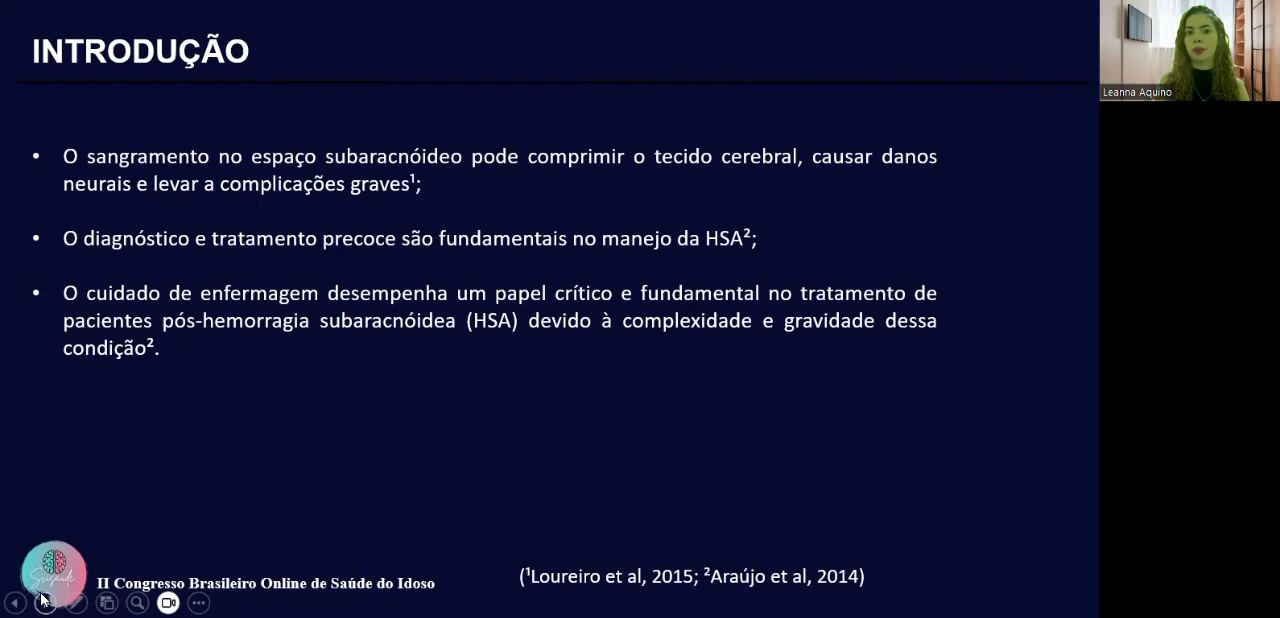 INTRODUÇÃO
Leanna Aquino
• O sangramento no espaço subaracnóideo pode comprimir o tecido cerebral, causar danos
neurais e levar a complicações graves¹;
• O diagnóstico e tratamento precoce são fundamentais no manejo da HSA²;
• O cuidado de enfermagem desempenha um papel crítico e fundamental no tratamento de
pacientes pós-hemorragia subaracnóidea (HSA) devido à complexidade e gravidade dessa
condição².
II Congresso Brasileiro Online de Saúde do Idoso
(¹Loureiro et al, 2015; ²Araújo et al, 2014)